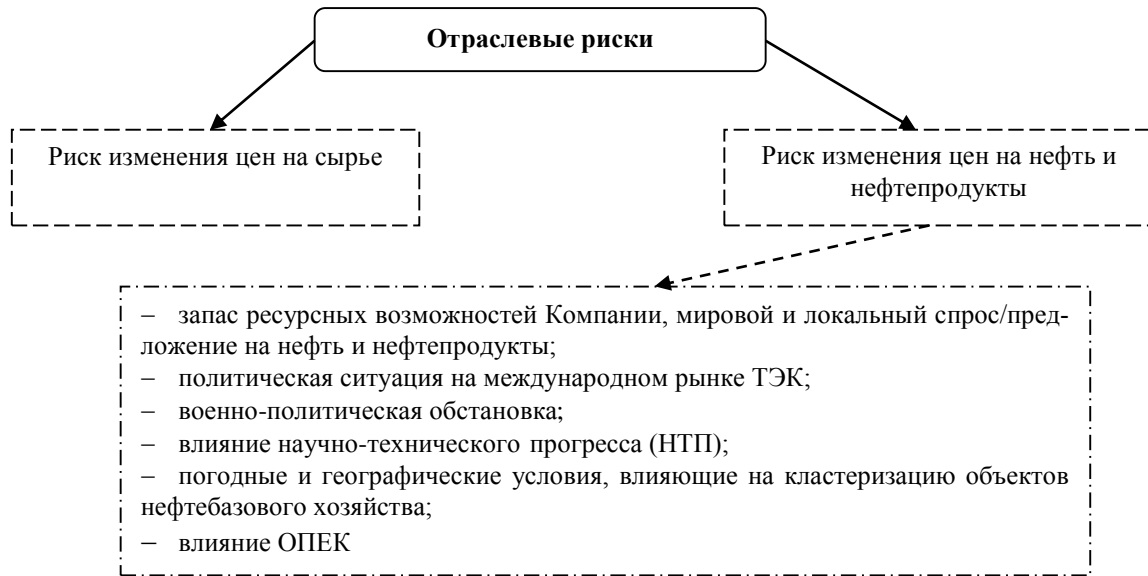 Отраслевые риски
Риск изменения цен на сырье
Риск изменения цен на нефть и
нефтепродукты
– запас ресурсных возможностей Компании, мировой и локальный спрос/пред-
ложение на нефть и нефтепродукты;
– политическая ситуация на международном рынке ТЭК;
– военно-политическая обстановка;
– влияние научно-технического прогресса (НТП);
– погодные и географические условия, влияющие на кластеризацию объектов
нефтебазового хозяйства;
– влияние ОПЕК